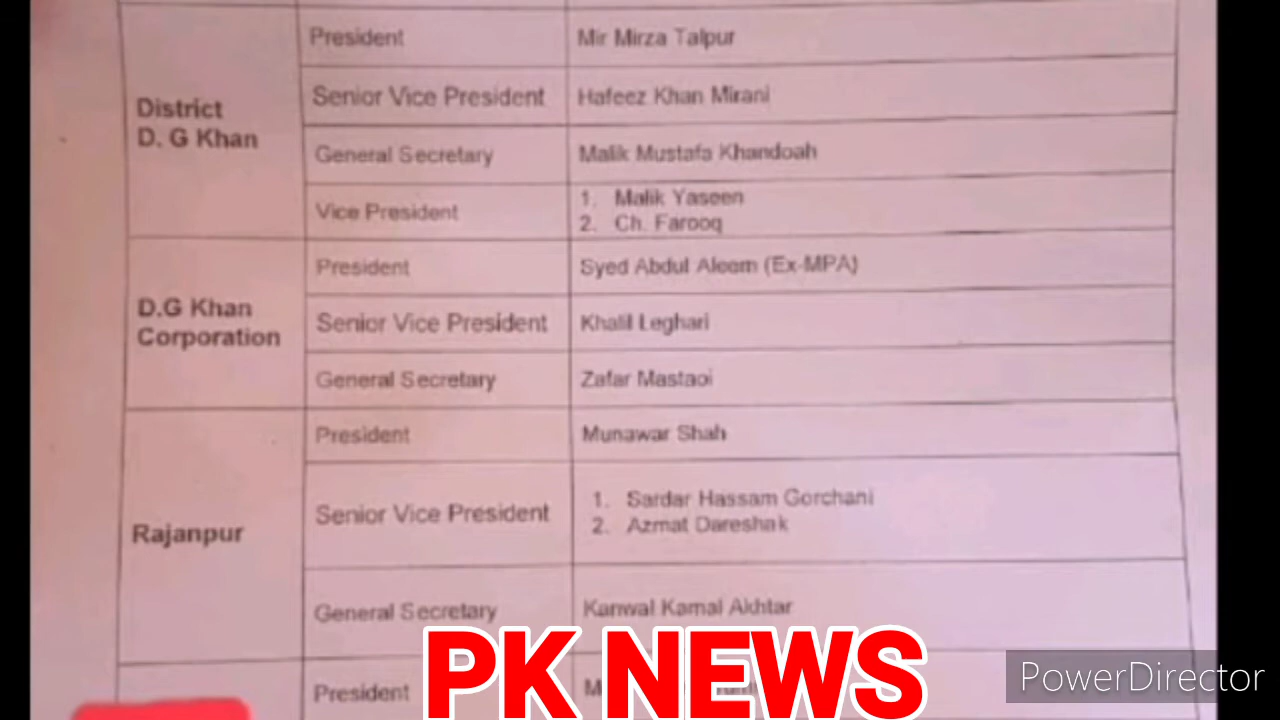 President Mir Mirza Talpur
District
D. G Khan
Senior Vice President Hafeez Khan Mirani
General Secretary Malik Mustafa Khandoah
Vice President
1. Malik Yaseen
2. Ch. Farooq
D.G Khan
Corporation
President Syed Abdul Aleem (Ex-MPA)
Senior Vice President Khalil Leghari
General Secretary Zafar Mastaoi
Rajanpur
President Munawar Shah
Senior Vice President
1. Sardar Hassam Gorchani
2. Azmat Dareshak
General Secretary Kanwal Kamal Akhtar
President
PK NEWS
PowerDirector